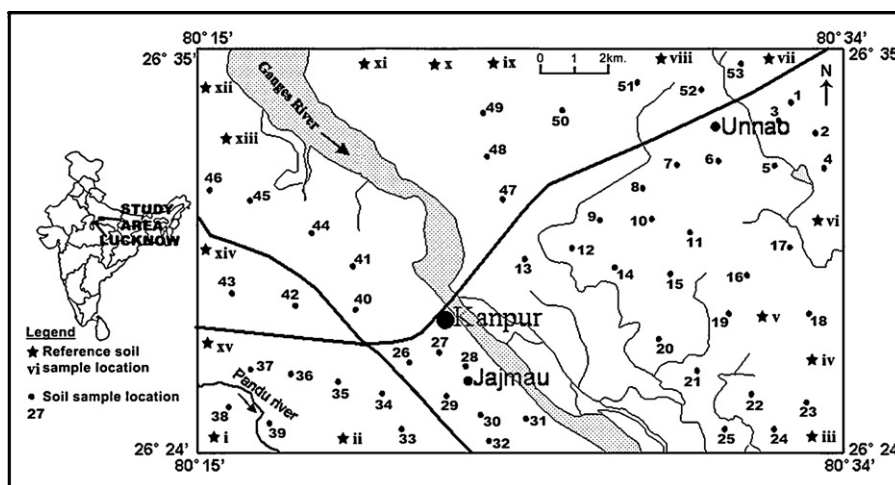 80° 15'
80° 34'
26° 35'
26° 35'
xi
x
ix
viii
vii
0 1 2km.
N
xii
Ganges River
53
51
52
1
49
50
3
Unnab
2
xiii
48
7
6
5
4
46
45
47
8
STUDY
AREA
LUCKNOW
44
9
10
vi
11
xiv
12
17
41
13
14
15
16
43
42
40
Kanpur
19
v
18
Legend
Reference soil
vi sample location
Soil sample location
27
xv
27
20
26
28
iv
37
36
Jajmau
21
Pandu river
35
34
29
22
23
38
39
30
31
i
ii
33
32
25
24
iii
26° 24'
26° 24'
80° 15'
80° 34'